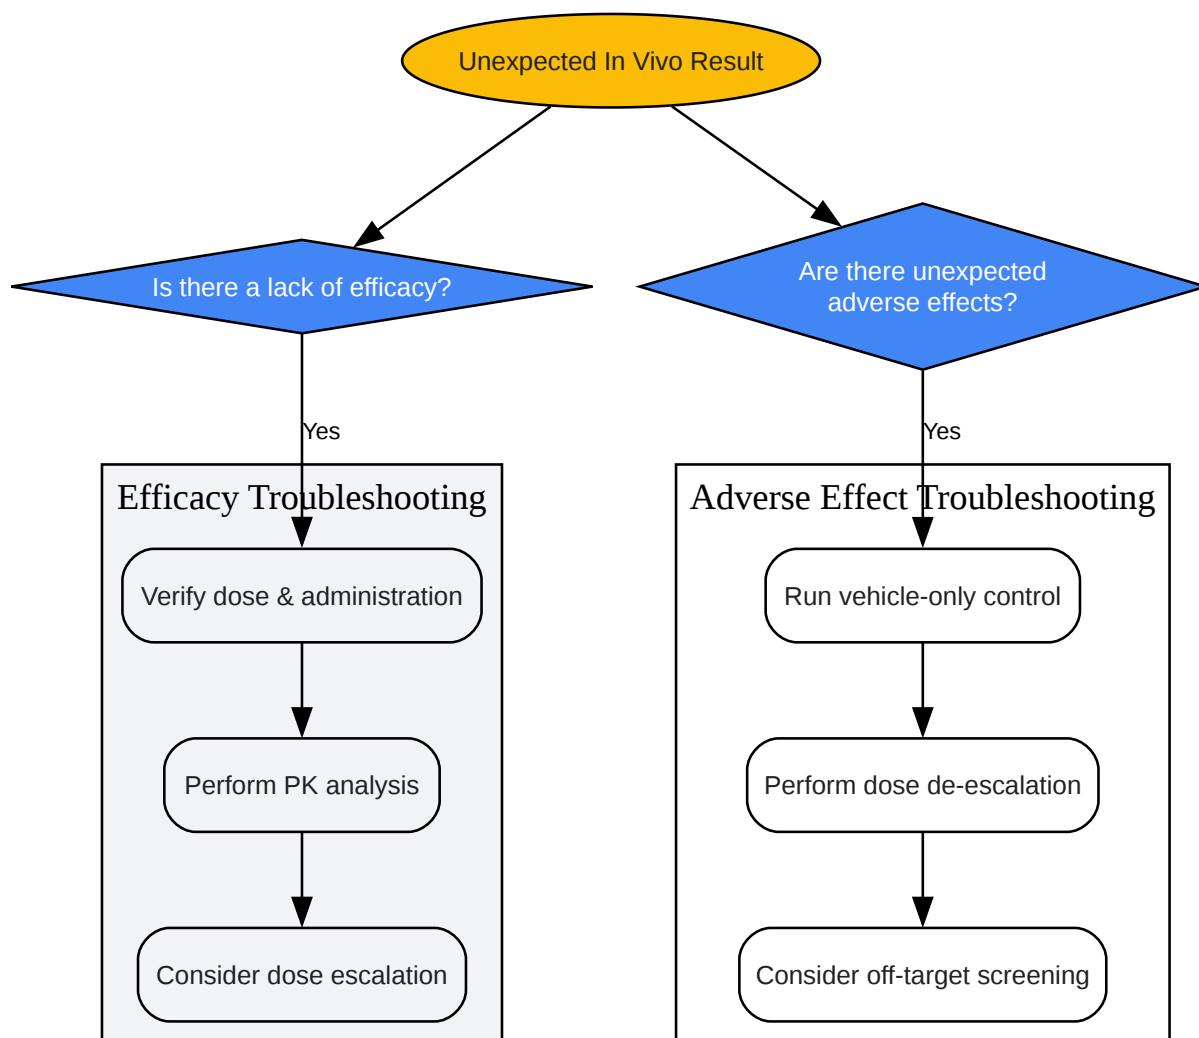 Unexpected In Vivo Result
Is there a lack of efficacy?
Are there unexpected
adverse effects?
Yes
Yes
Efficacy Troubleshooting
Verify dose & administration
Perform PK analysis
Consider dose escalation
Adverse Effect Troubleshooting
Run vehicle-only control
Perform dose de-escalation
Consider off-target screening